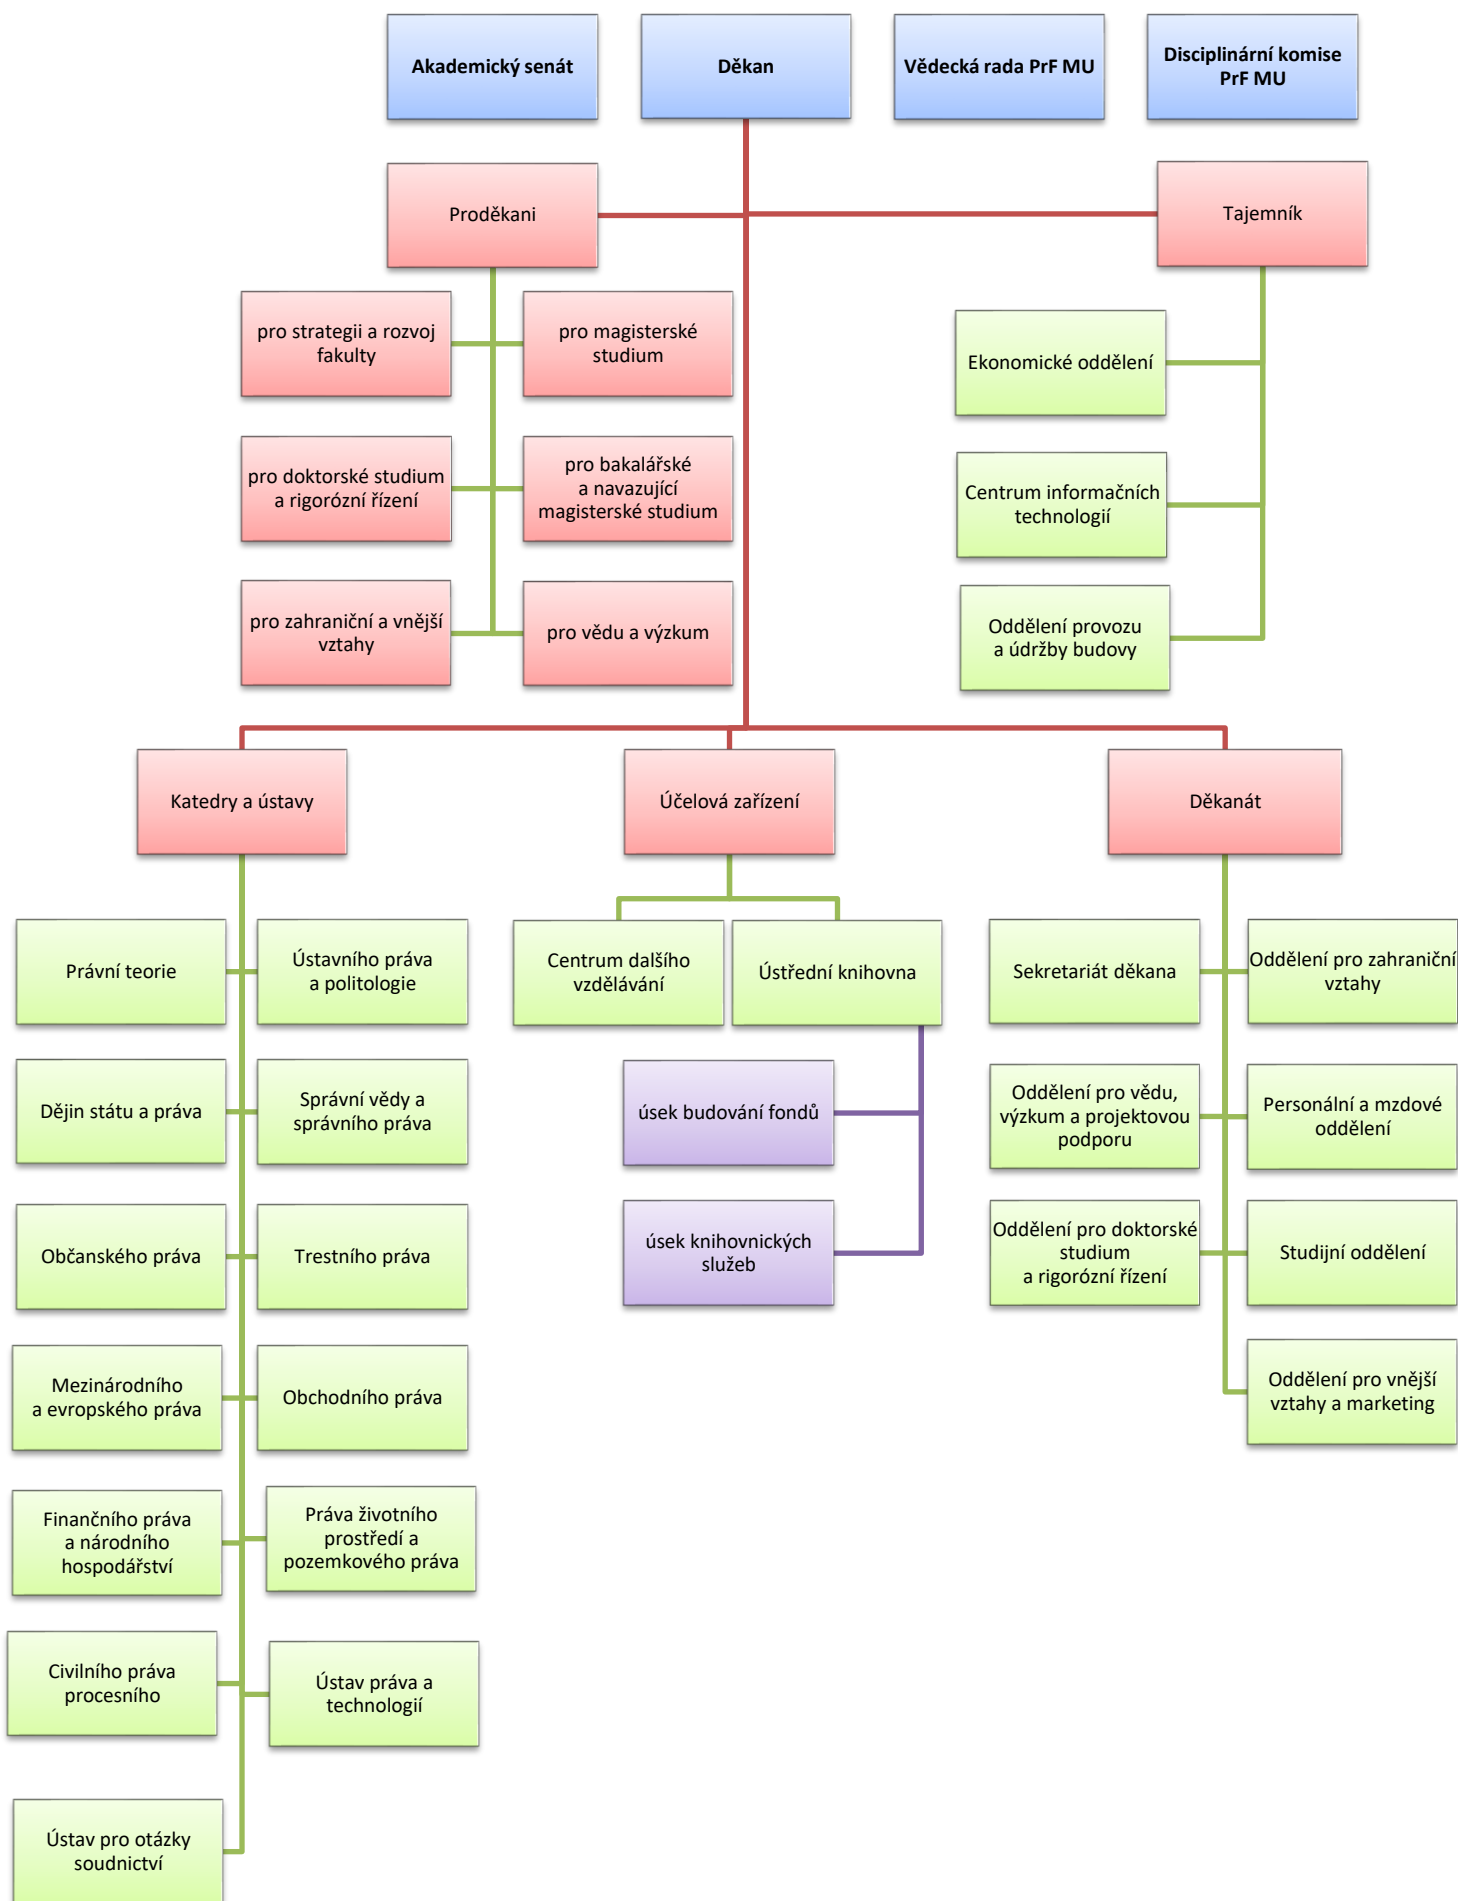 Akademický senát
Děkan
Vědecká rada PrF MU
Disciplinární komise
PrF MU
Proděkani
Tajemník
pro strategii a rozvoj
fakulty
pro magisterské
studium
Ekonomické oddělení
pro doktorské studium
a rigorózní řízení
pro bakalářské
a navazující
magisterské studium
Centrum informačních
technologií
pro zahraniční a vnější
vztahy
pro vědu a výzkum
Oddělení provozu
a údržby budovy
Katedry a ústavy
Účelová zařízení
Děkanát
Právní teorie
Ústavního práva
a politologie
Centrum dalšího
vzdělávání
Ústřední knihovna
Sekretariát děkana
Oddělení pro zahraniční
vztahy
Dějin státu a práva
Správní vědy a
správního práva
úsek budování fondů
Oddělení pro vědu,
výzkum a projektovou
podporu
Personální a mzdové
oddělení
Občanského práva
Trestního práva
úsek knihovnických
služeb
Oddělení pro doktorské
studium
a rigorózní řízení
Studijní oddělení
Mezinárodního
a evropského práva
Obchodního práva
Oddělení pro vnější
vztahy a marketing
Finančního práva
a národního
hospodářství
Práva životního
prostředí a
pozemkového práva
Civilního práva
procesního
Ústav práva a
technologií
Ústav pro otázky
soudnictví